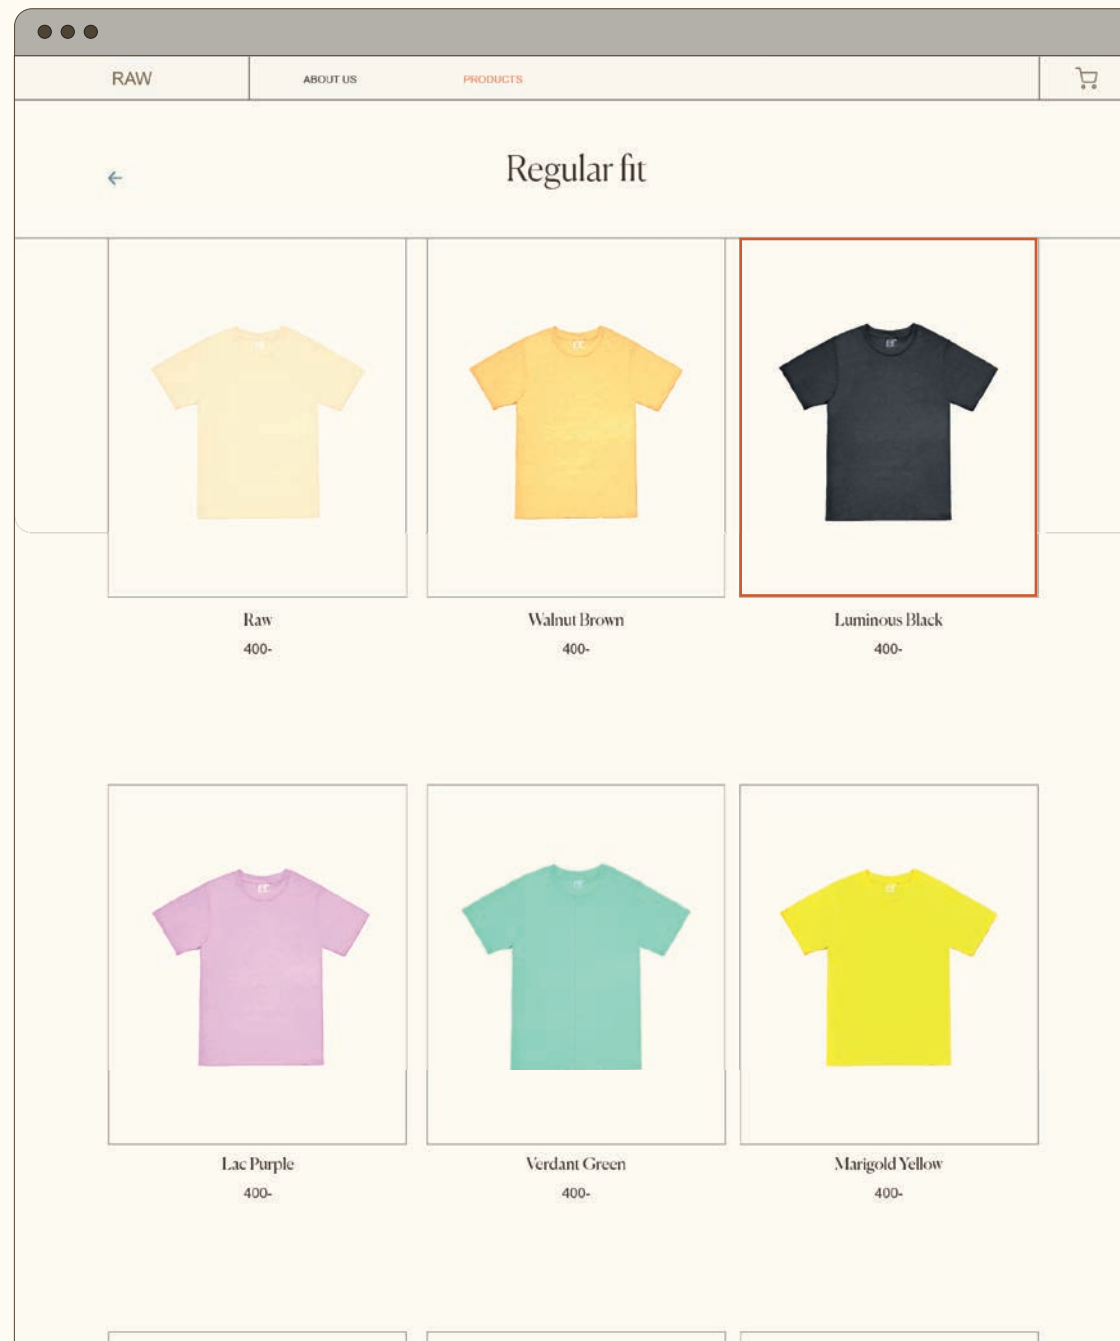 RAW
ABOUT US
PRODUCTS
Regular fit
Raw
Walnut Brown
Luminous Black
400-
400-
400-
Lac Purple
Verdant Green
Marigold Yellow
400-
400-
400-